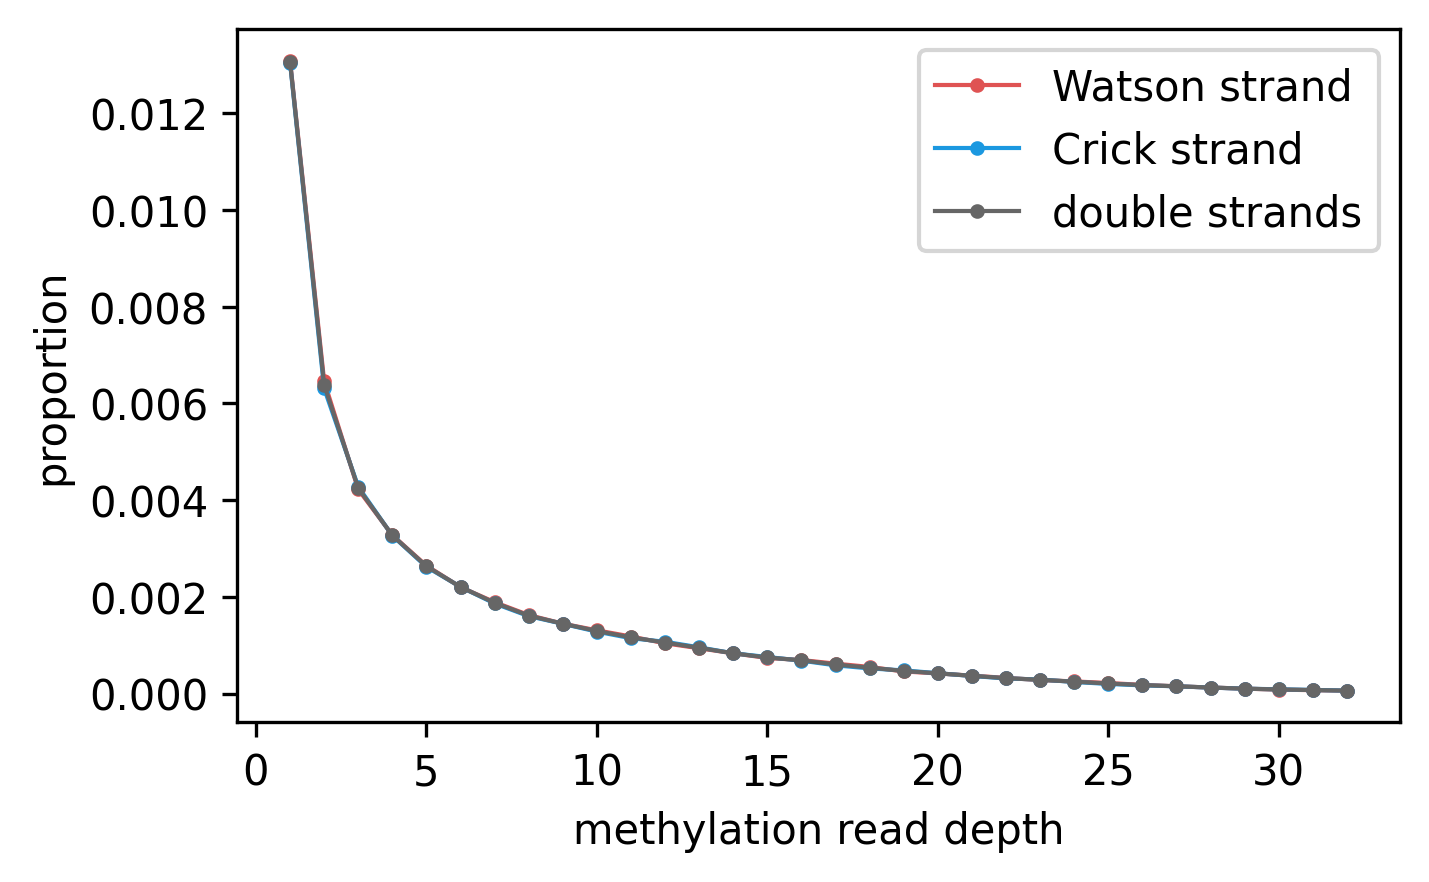 Watson strand
Crick strand
double strands
0.012
0.010
0.008
0.006
0.004
0.002
0.000
proportion
0 5 10 15 20 25 30
methylation read depth